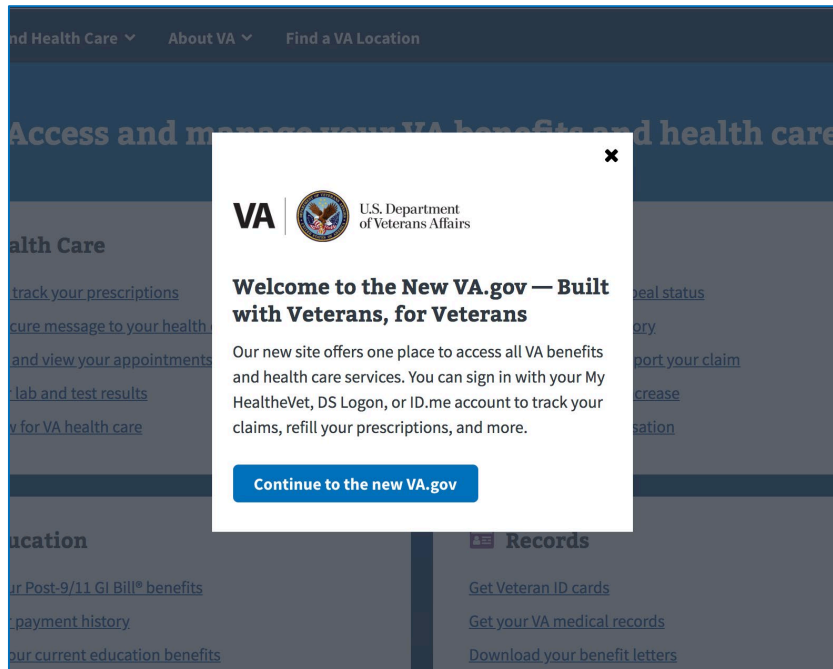 nd Health Care
About VA
Find a VA Location
Access and your VA benefits and health care
VA
U.S. Department
of Veterans Affairs
Welcome to the New VA.gov — Built
with Veterans, for Veterans
Our new site offers one place to access all VA benefits
and health care services. You can sign in with your My
HealtheVet, DS Logon, or ID.me account to track your
claims, refill your prescriptions, and more.
Continue to the new VA.gov
alth Care
track your prescriptions
cure message to your health
and view your appointments
lab and test results
for VA health care
peal status
ory
port your claim
crease
sation
ucation
ur Post-9/11 GI Bill® benefits
payment history
our current education benefits
Records
Get Veteran ID cards
Get your VA medical records
Download your benefit letters